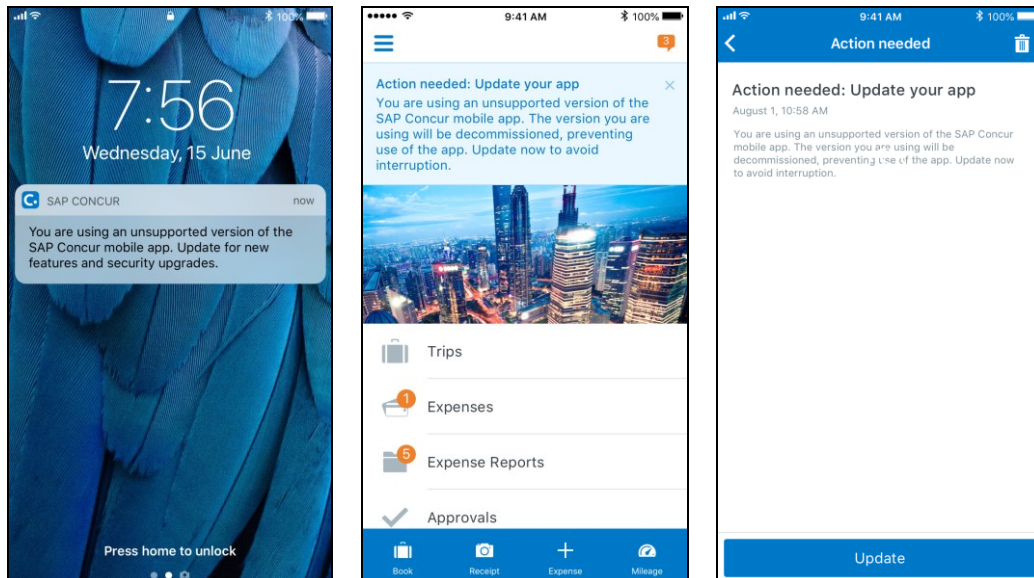 100%
7:56
Wednesday, 15 June
SAP CONCUR now
You are using an unsupported version of the
SAP Concur mobile app. Update for new
features and security upgrades.
Press home to unlock
9:41 AM 100%
3
Action needed: Update your app
You are using an unsupported version of the
SAP Concur mobile app. The version you are
using will be decommissioned, preventing
use of the app. Update now to avoid
interruption.
Trips
1
Expenses
5
Expense Reports
Approvals
Book Receipt Expense Mileage
9:41 AM 100%
Action needed
Action needed: Update your app
August 1, 10:58 AM
You are using an unsupported version of the SAP Concur
mobile app. The version you are using will be
decommissioned, preventing use of the app. Update now
to avoid interruption.
Update